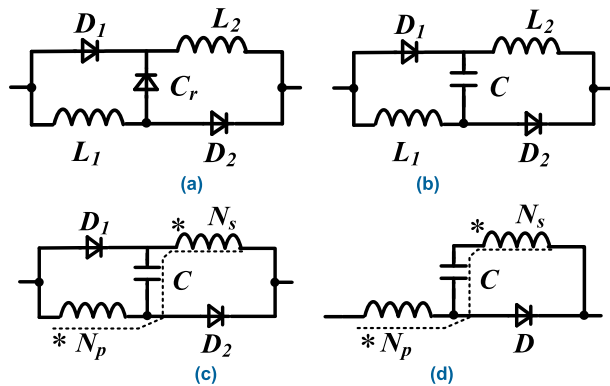 D1 L2
Cr
L1 D2
(a)
D1 L2
C
L1 D2
(b)
D1 * Ns
C
* Np D2
(c)
* Ns
C
* Np D
(d)